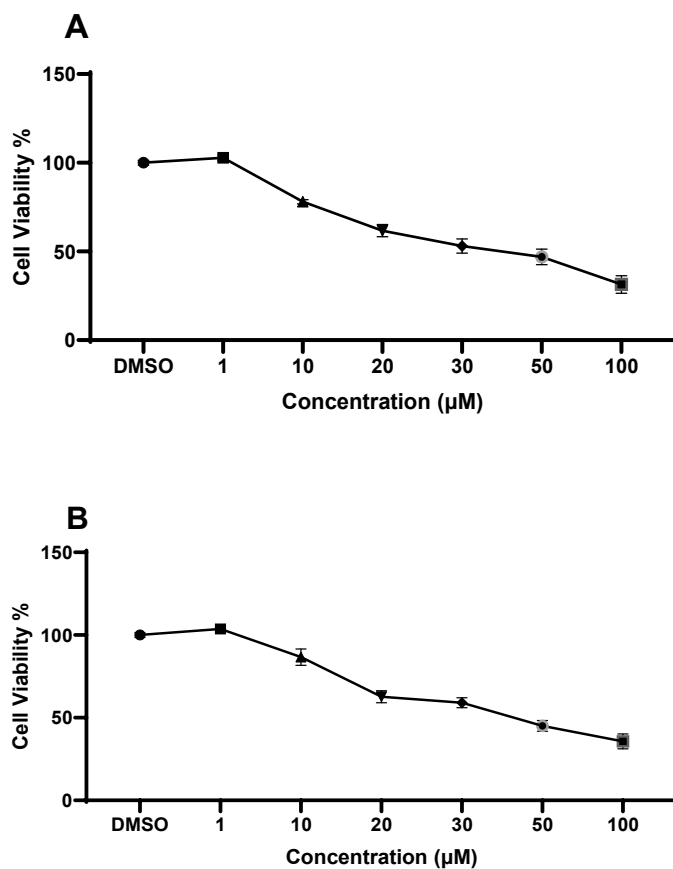 A
150
100
50
0
Cell Viability %
DMSO 1 10 20 30 50 100
Concentration (µM)
B
150
100
50
0
Cell Viability %
DMSO 1 10 20 30 50 100
Concentration (µM)